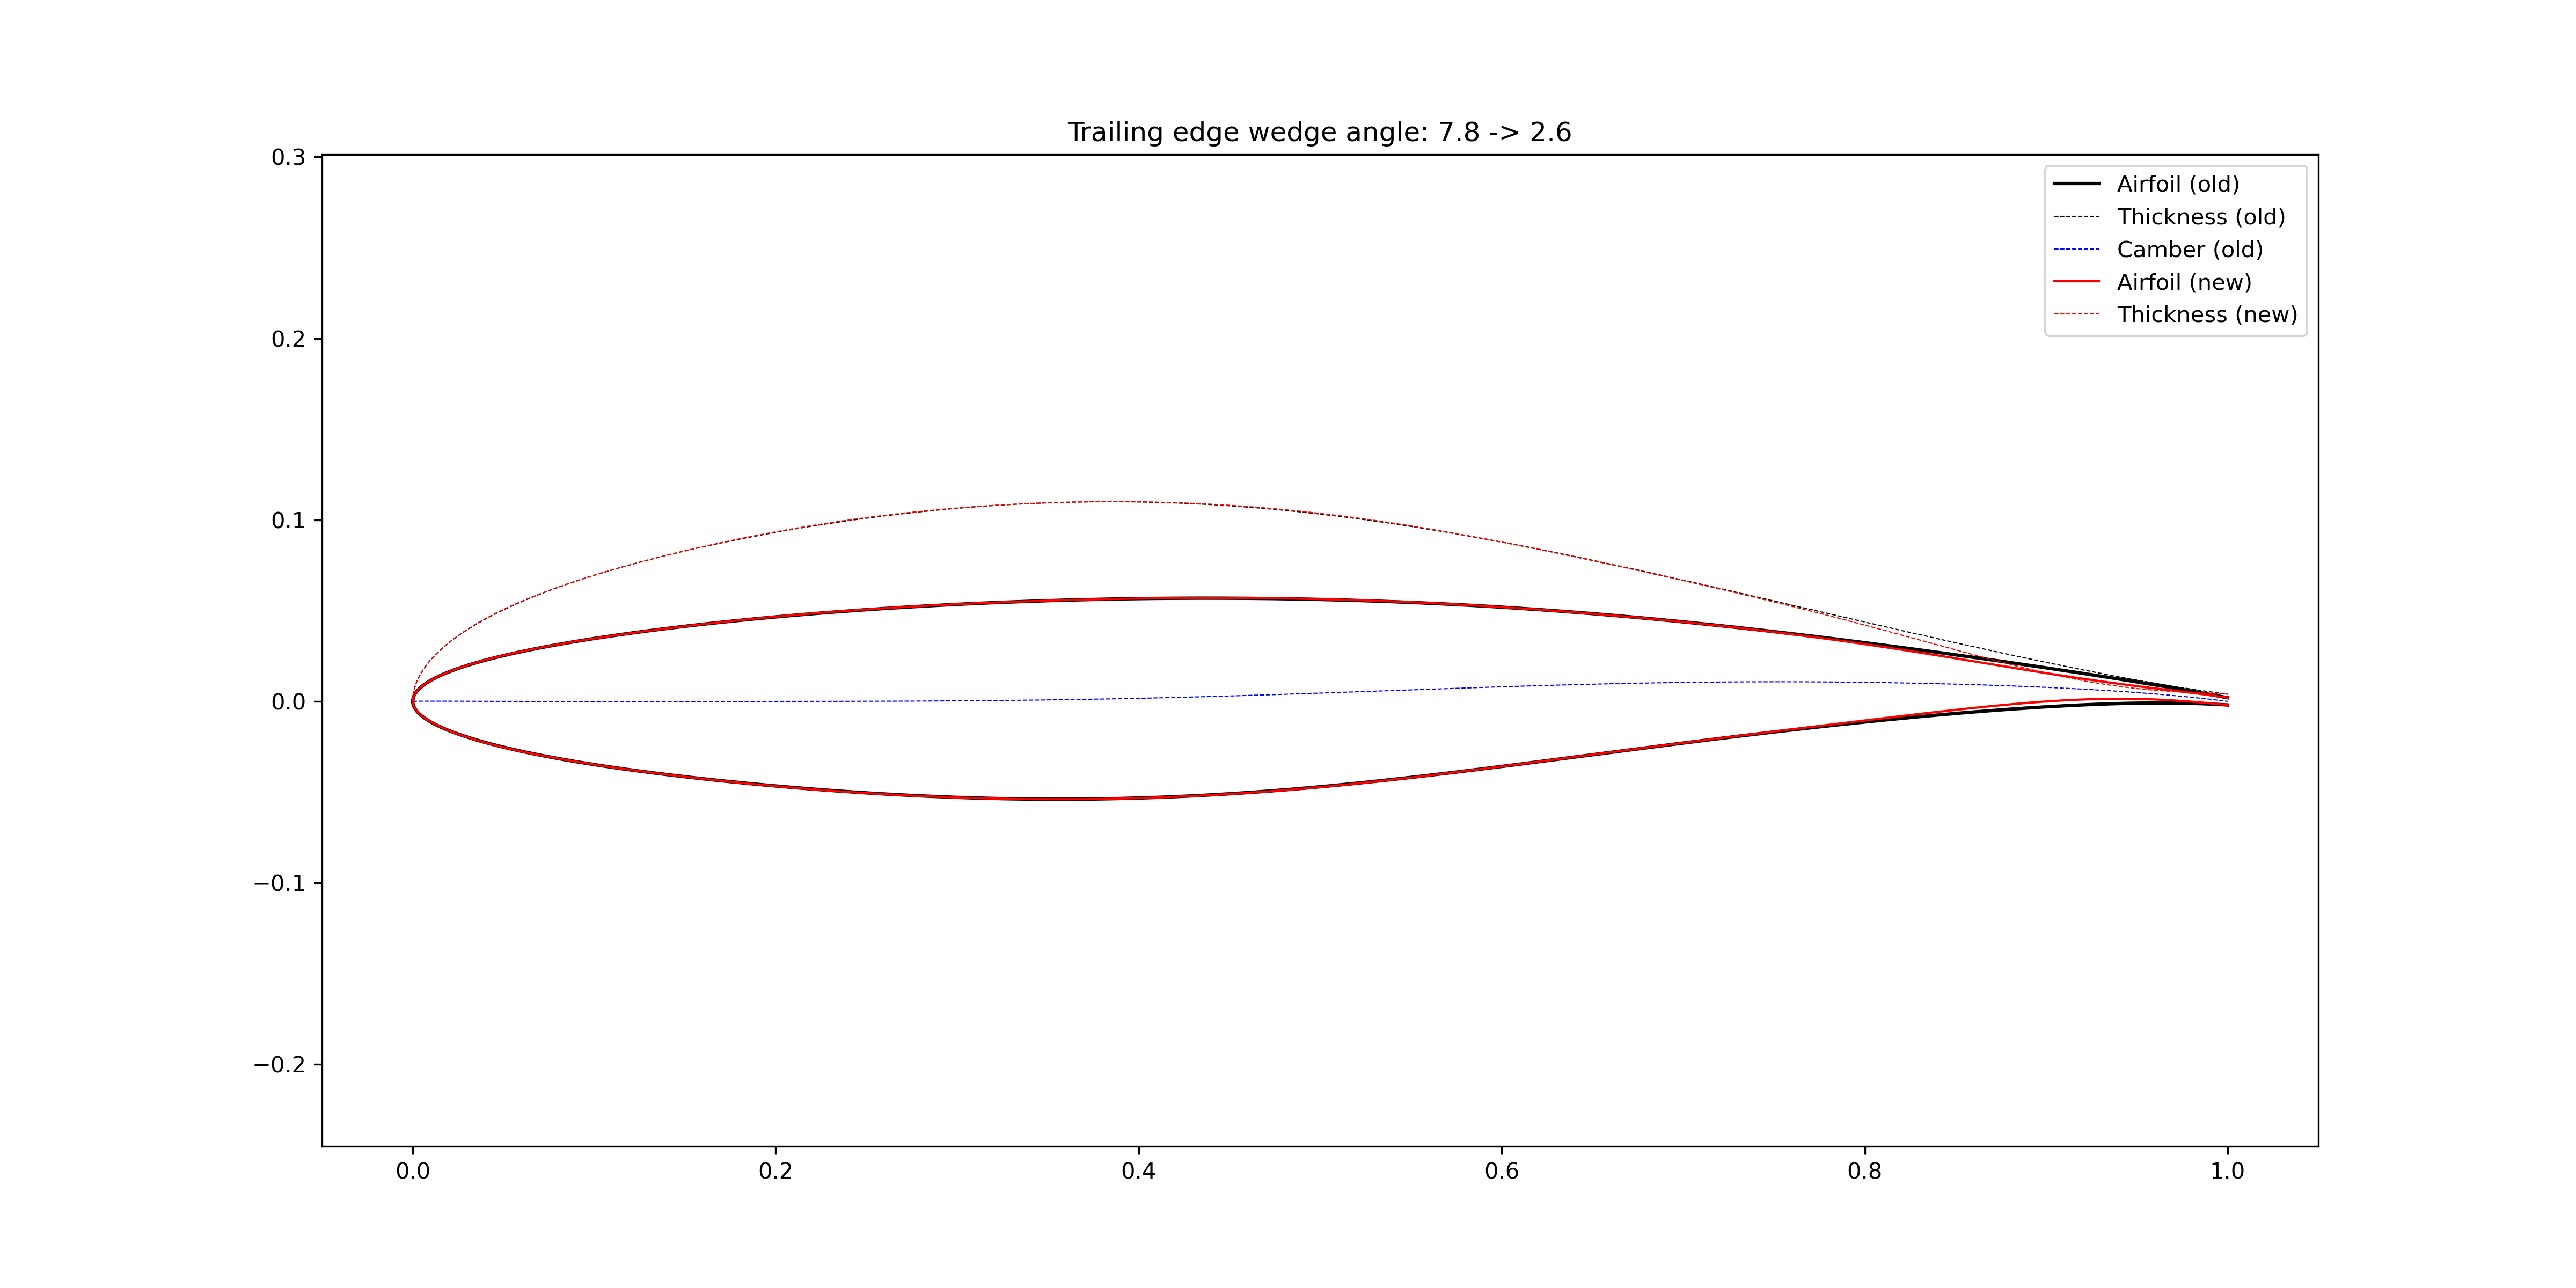 Trailing edge wedge angle: 7.8 -> 2.6
0.3
0.2
0.1
0.0
−0.1
−0.2
0.0 0.2 0.4 0.6 0.8 1.0
Airfoil (old)
Thickness (old)
Camber (old)
Airfoil (new)
Thickness (new)